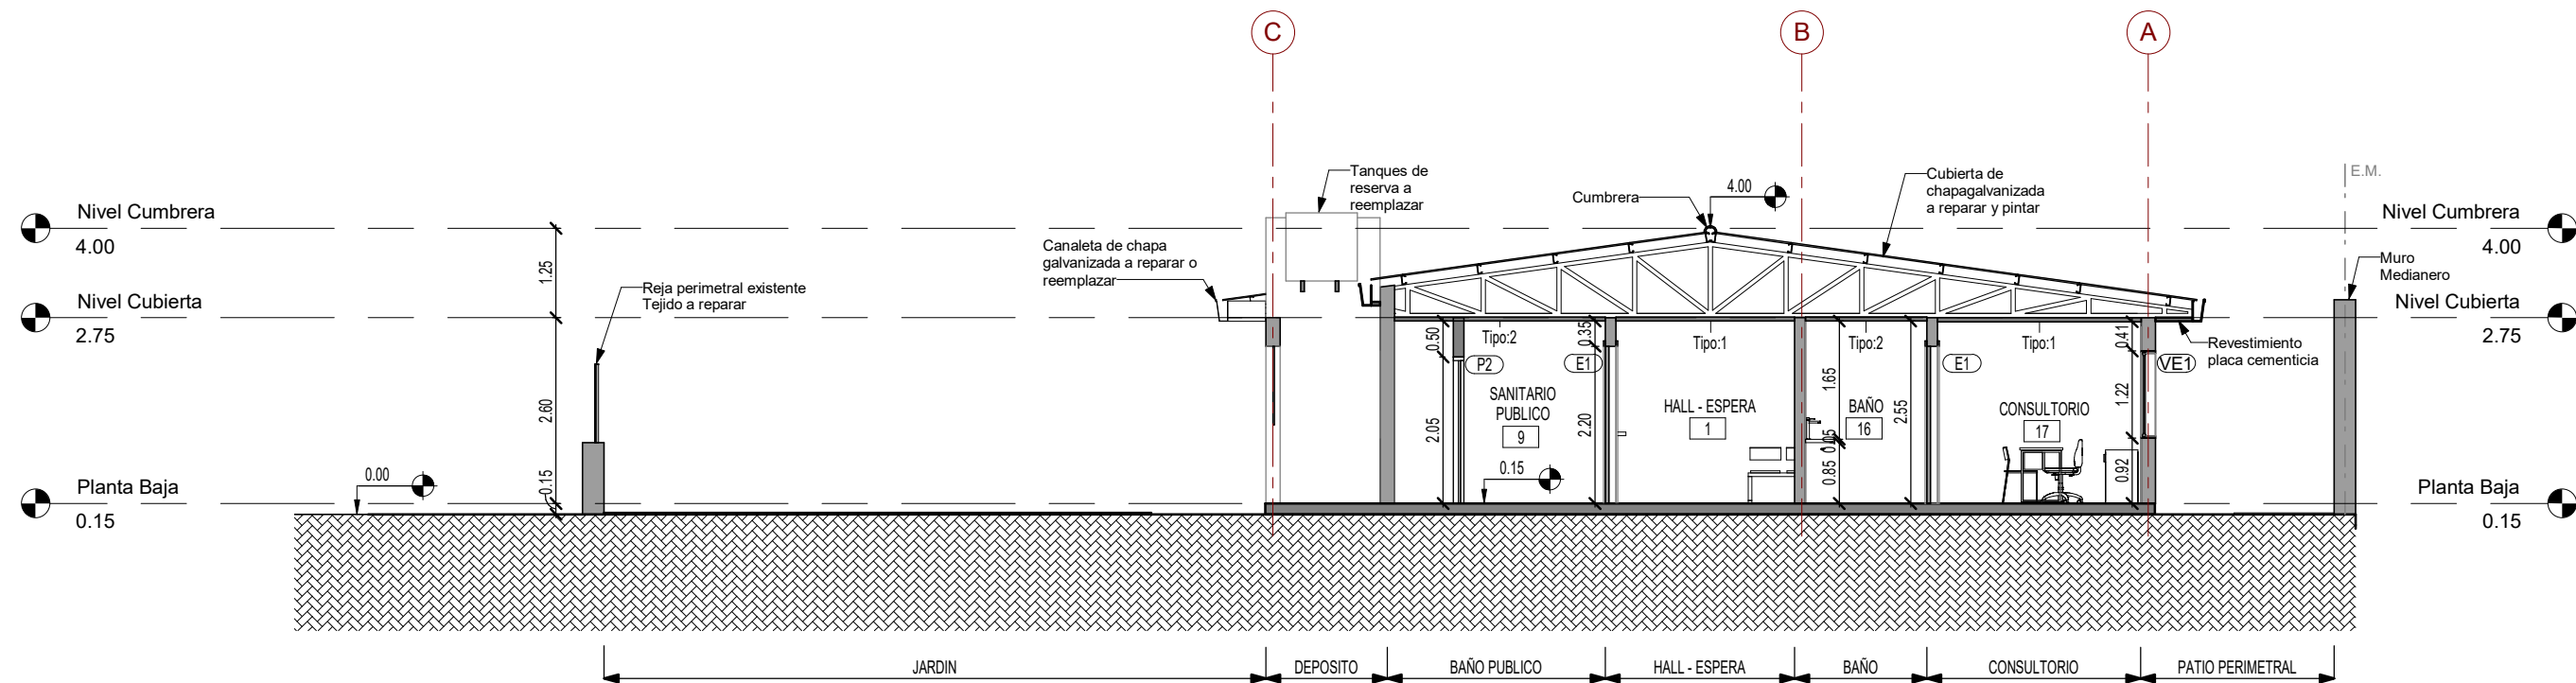 C
B
A
E.M.
Tanques de
reserva a
reemplazar
Cumbrera
4.00
Cubierta de
chapagalvanizada
a reparar y pintar
Nivel Cumbrera
4.00
Nivel Cumbrera
4.00
Canaleta de chapa
galvanizada a reparar o
reemplazar
1.25
Muro
Medianero
Reja perimetral existente
Tejido a reparar
Nivel Cubierta
2.75
Nivel Cubierta
2.75
0.50
Tipo:2
0.35
Tipo:1
Tipo:2
Tipo:1
0.41
Revestimiento
placa cementicia
P2
E1
E1
VE1
2.60
2.05
SANITARIO
PUBLICO
9
2.20
HALL - ESPERA
1
1.65
0.05
0.85
BAÑO
16
2.55
CONSULTORIO
17
1.22
0.92
0.00
0.15
0.15
Planta Baja
0.15
Planta Baja
0.15
JARDIN
DEPOSITO
BAÑO PUBLICO
HALL - ESPERA
BAÑO
CONSULTORIO
PATIO PERIMETRAL